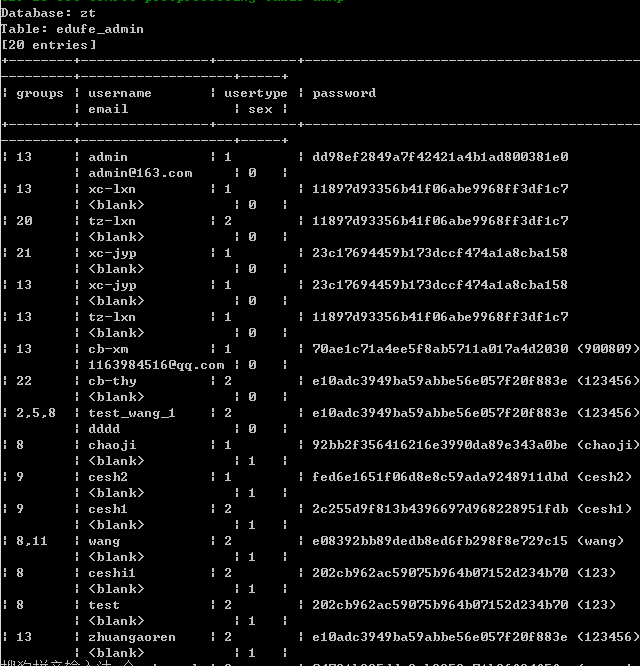 Database: zt
Table: edufe_admin
[20 entries]
| groups | username | usertype | password
| email | sex |
| 13 | admin | 1 | dd98ef2849a7f42421a4b1ad800381e0
| admin@163.com | 0 |
| 13 | xc-lxn | 1 | 11897d93356b41f06abe9968ff3df1c7
| <blank> | 0 |
| 20 | tz-lxn | 2 | 11897d93356b41f06abe9968ff3df1c7
| <blank> | 0 |
| 21 | xc-jyp | 1 | 23c17694459b173dccf474a1a8cba158
| <blank> | 0 |
| 13 | xc-jyp | 1 | 23c17694459b173dccf474a1a8cba158
| <blank> | 0 |
| 13 | tz-lxn | 1 | 11897d93356b41f06abe9968ff3df1c7
| <blank> | 0 |
| 13 | cb-xm | 1 | 70ae1c71a4ee5f8ab5711a017a4d2030 (900809)
| 1163984516@qq.com | 0 |
| 22 | cb-thy | 2 | e10adc3949ba59abbe56e057f20f883e (123456)
| <blank> | 0 |
| 2,5,8 | test_wang_1 | 2 | e10adc3949ba59abbe56e057f20f883e (123456)
| dddd | 0 |
| 8 | chaoji | 1 | 92bb2f356416216e3990da89e343a0be (chaoji)
| <blank> | 1 |
| 9 | cesh2 | 1 | fed6e1651f06d8e8c59ada9248911dbd (cesh2)
| <blank> | 1 |
| 9 | cesh1 | 2 | 2c255d9f813b4396697d968228951fdb (cesh1)
| <blank> | 1 |
| 8,11 | wang | 2 | e08392bb89dedb8ed6fb298f8e729c15 (wang)
| <blank> | 1 |
| 8 | ceshi1 | 2 | 202cb962ac59075b964b07152d234b70 (123)
| <blank> | 1 |
| 8 | test | 2 | 202cb962ac59075b964b07152d234b70 (123)
| <blank> | 1 |
| 13 | zhuangaoren | 2 | e10adc3949ba59abbe56e057f20f883e (123456)
| <blank> | 1 |